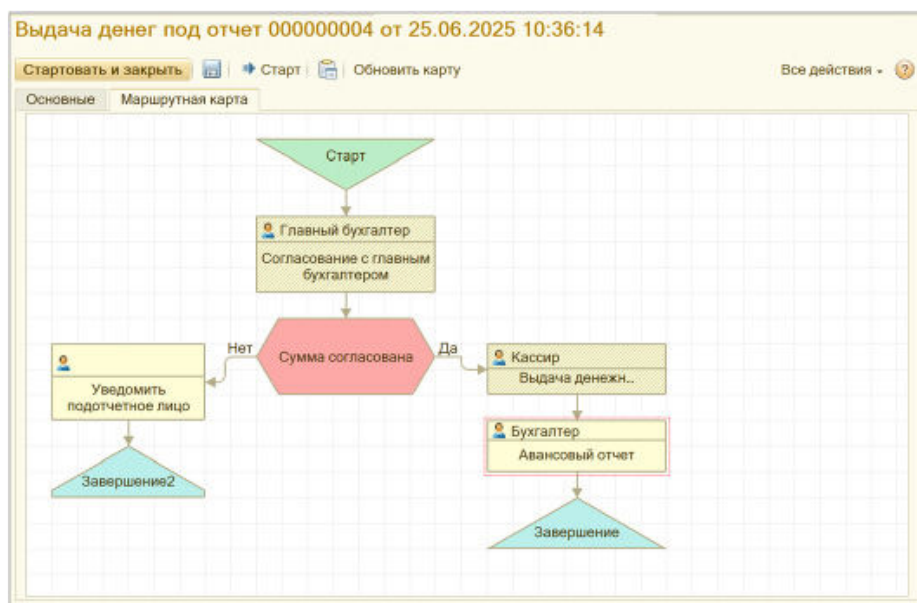 Выдача денег под отчет 000000004 от 25.06.2025 10:36:14
Стартовать и закрыть Старт Обновить карту Все действия
Основные Маршрутная карта
Старт
Главный бухгалтер
Согласование с главным
бухгалтером
Сумма согласована
Нет
Да
Уведомить
подотчетное лицо
Завершение2
Кассир
Выдача денежн..
Бухгалтер
Авансовый отчет
Завершение